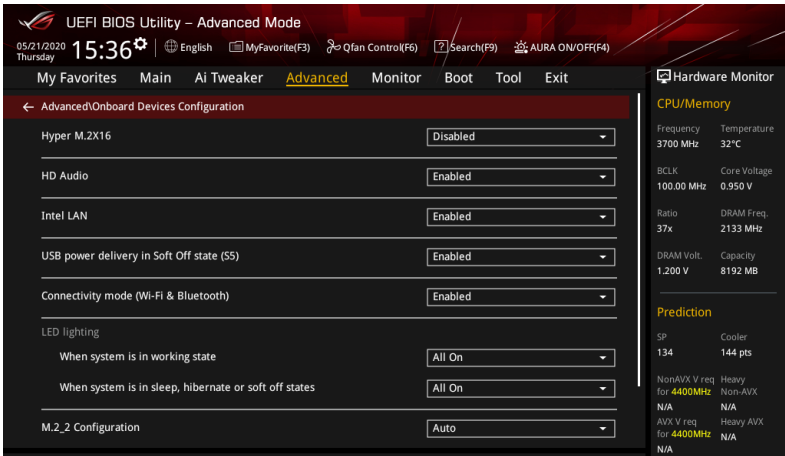 UEFI BIOS Utility – Advanced Mode
05/21/2020 Thursday 15:36 English MyFavorite(F3) Qfan Control(F6) ? Search(F9) AURA ON/OFF(F4)
My Favorites Main Ai Tweaker Advanced Monitor Boot Tool Exit
← Advanced\Onboard Devices Configuration
Hyper M.2X16 Disabled
HD Audio Enabled
Intel LAN Enabled
USB power delivery in Soft Off state (S5) Enabled
Connectivity mode (Wi-Fi & Bluetooth) Enabled
LED lighting
When system is in working state All On
When system is in sleep, hibernate or soft off states All On
M.2_2 Configuration Auto
Hardware Monitor
CPU/Memory
Frequency Temperature
3700 MHz 32°C
BCLK Core Voltage
100.00 MHz 0.950 V
Ratio DRAM Freq.
37x 2133 MHz
DRAM Volt. Capacity
1.200 V 8192 MB
Prediction
SP Cooler
134 144 pts
NonAVX V req Heavy
for 4400MHz Non-AVX
N/A N/A
AVX V req Heavy AVX
for 4400MHz N/A
N/A